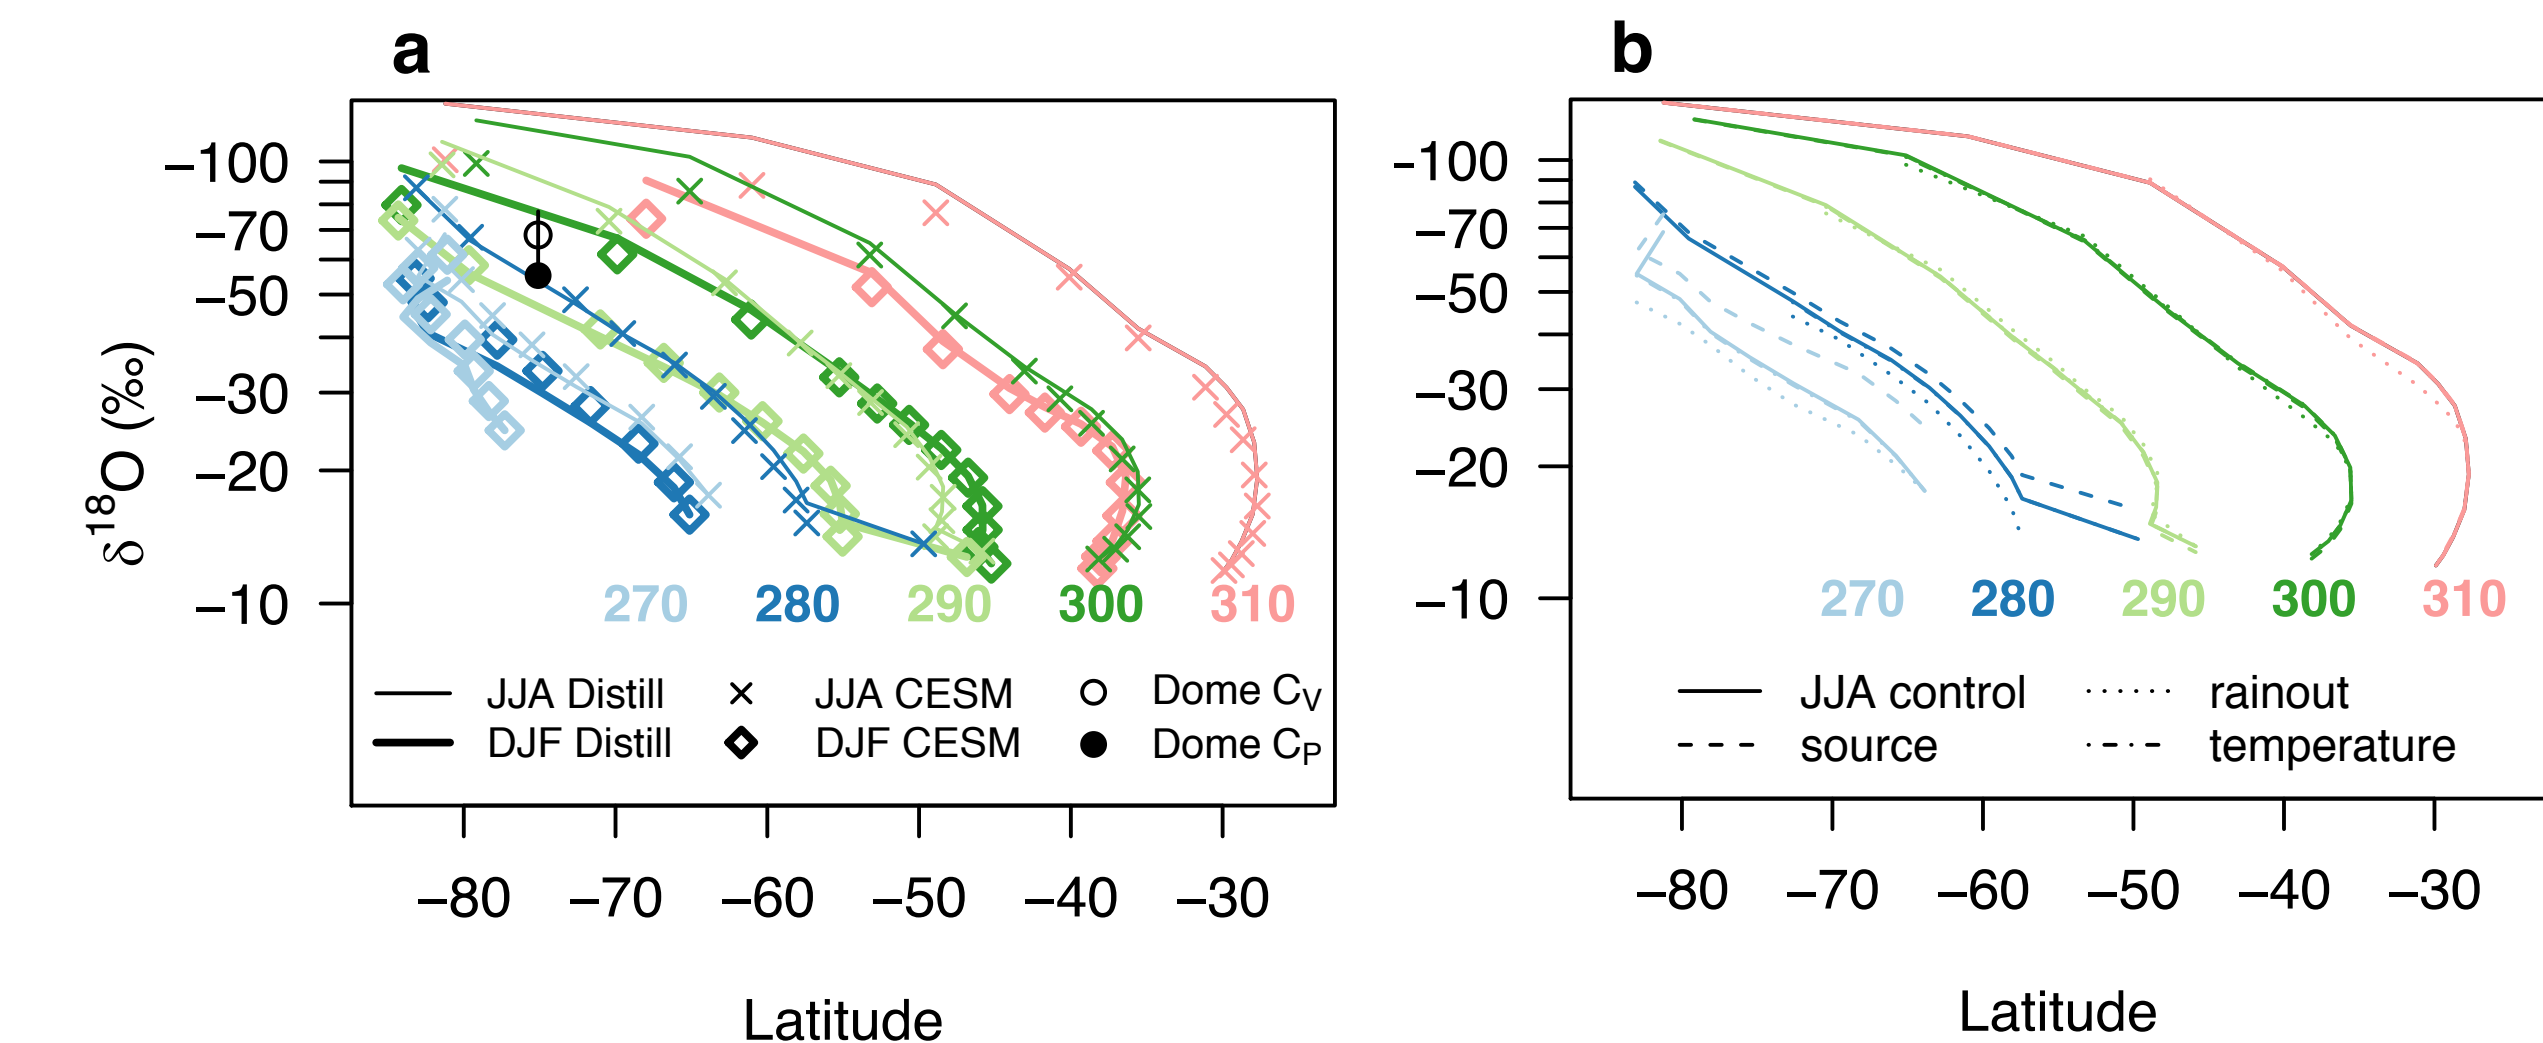 a
−100
−70
−50
−30
−20
−10
δ18O (‰)
270 280 290 300 310
JJA Distill JJA CESM Dome CV
DJF Distill DJF CESM Dome CP
−80 −70 −60 −50 −40 −30
Latitude
b
−100
−70
−50
−30
−20
−10
270 280 290 300 310
JJA control rainout
source temperature
−80 −70 −60 −50 −40 −30
Latitude